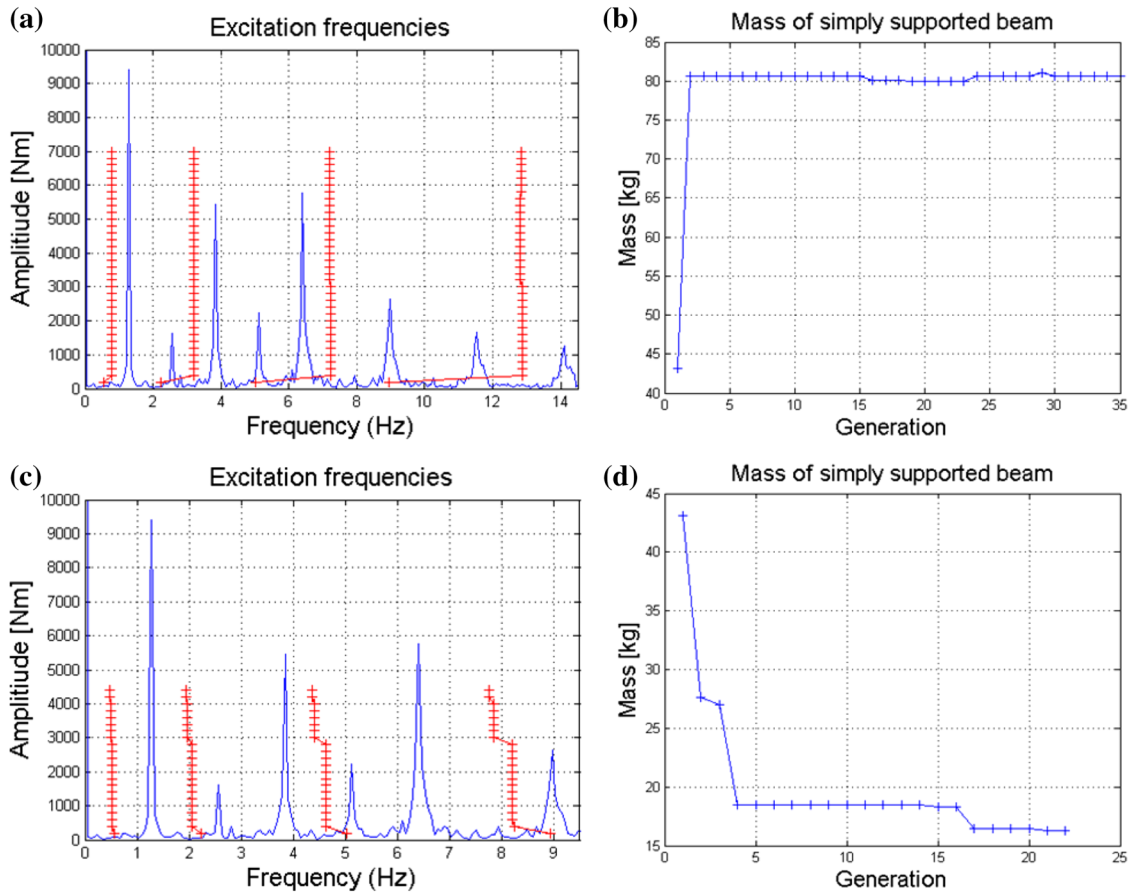 (a)
Excitation frequencies
10000
9000
8000
7000
6000
5000
4000
3000
2000
1000
0
Amplitiude [Nm]
0 2 4 6 8 10 12 14
Frequency (Hz)
(b)
Mass of simply supported beam
85
80
75
70
65
60
55
50
45
40
Mass [kg]
0 5 10 15 20 25 30 35
Generation
(c)
Excitation frequencies
10000
9000
8000
7000
6000
5000
4000
3000
2000
1000
0
Amplitiude [Nm]
0 1 2 3 4 5 6 7 8 9
Frequency (Hz)
(d)
Mass of simply supported beam
45
40
35
30
25
20
15
Mass [kg]
0 5 10 15 20 25
Generation